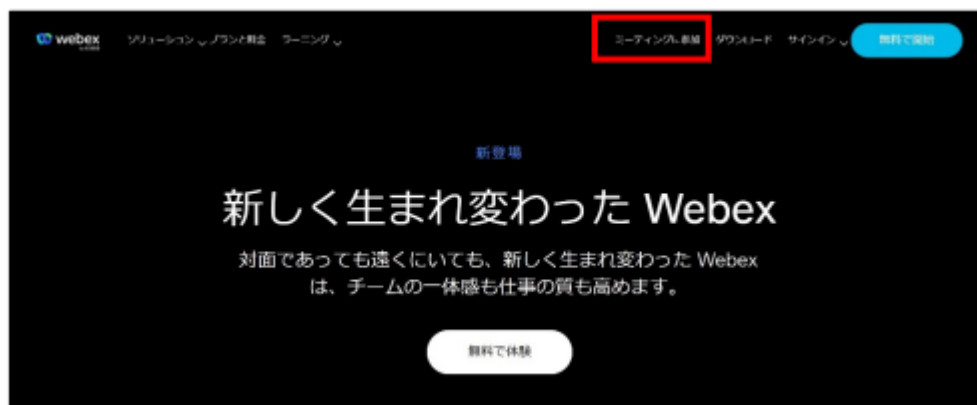 webex ソリューション プランと料金 ラーニング ミーティングに参加 ダウンロード サインイン 無料で開始
新登場
新しく生まれ変わった Webex
対面であっても遠くにいても、新しく生まれ変わった Webex
は、チームの一体感も仕事の質も高めます。
無料で体験